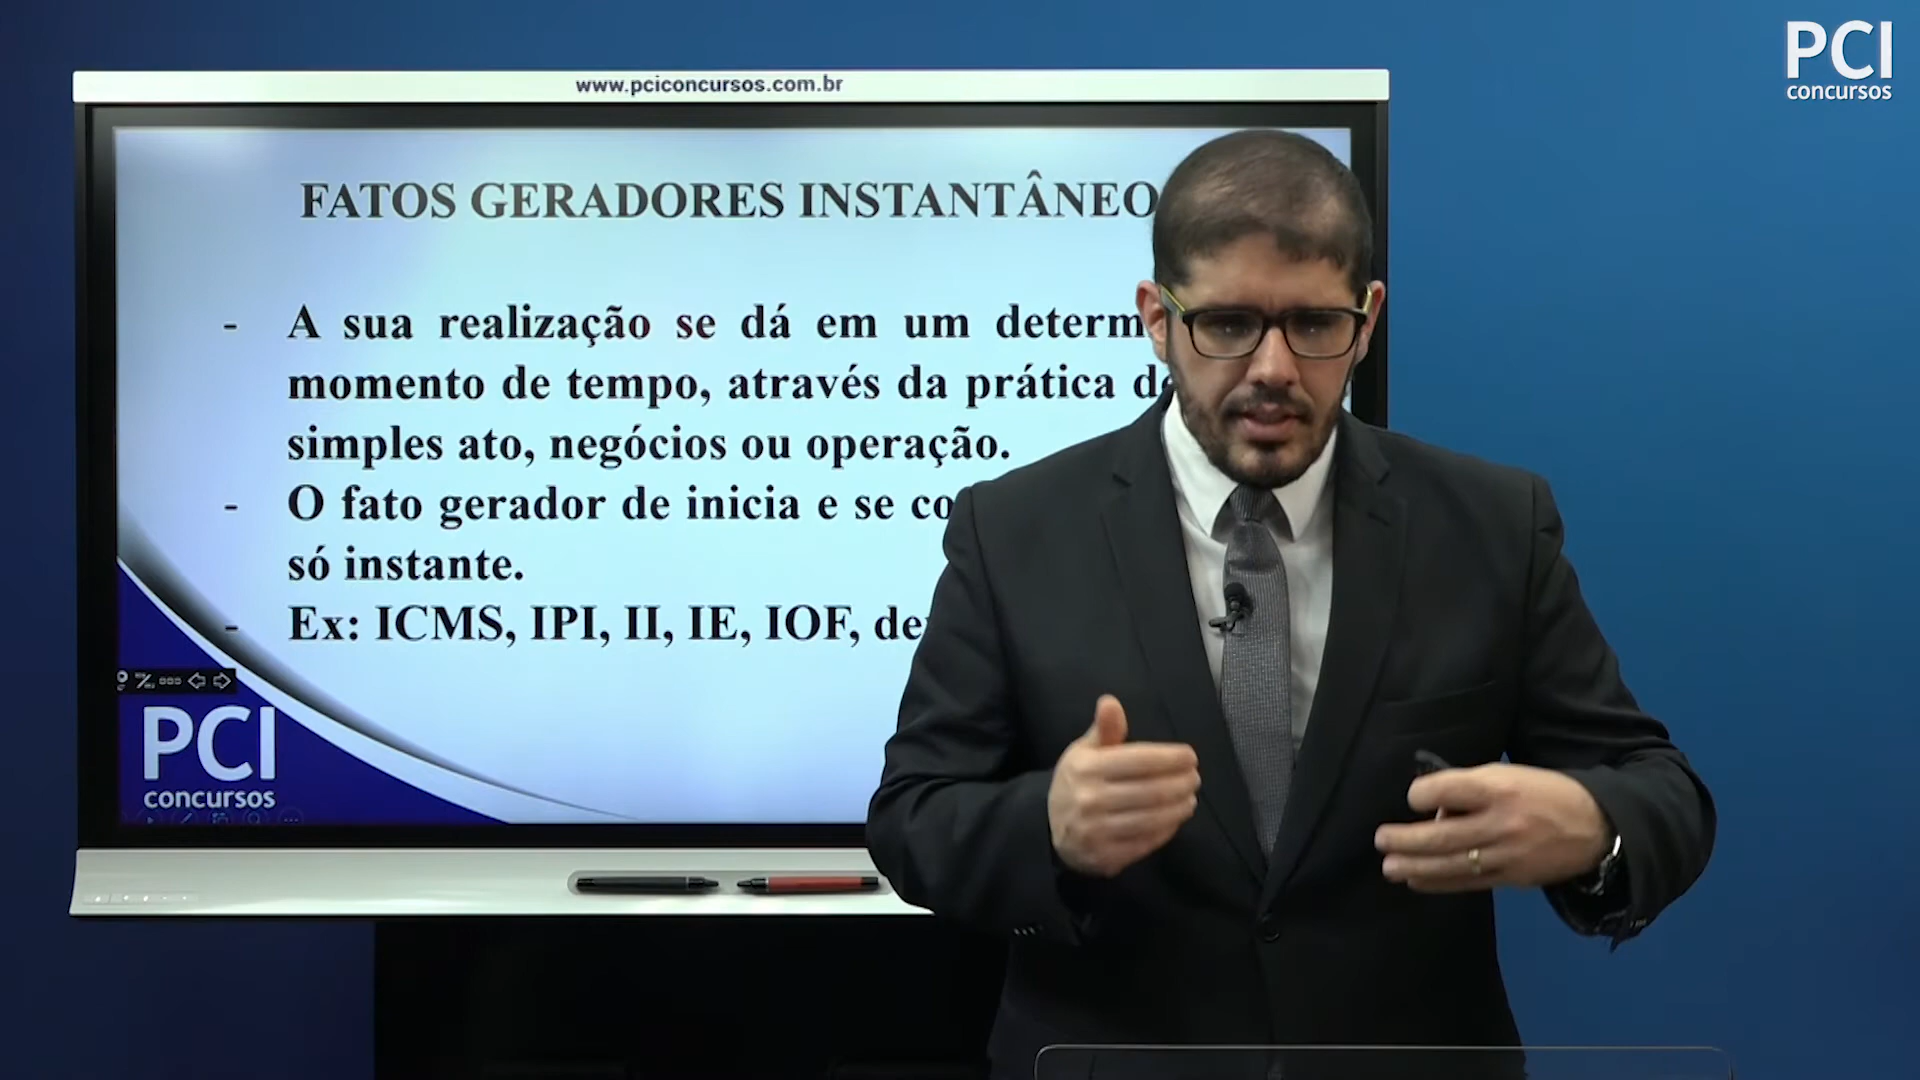 PCI
concursos
www.pciconcursos.com.br
FATOS GERADORES INSTANTÂNEO
- A sua realização se dá em um determ
momento de tempo, através da prática de
simples ato, negócios ou operação.
- O fato gerador de inicia e se co
só instante.
- Ex: ICMS, IPI, II, IE, IOF, de
PCI
concursos